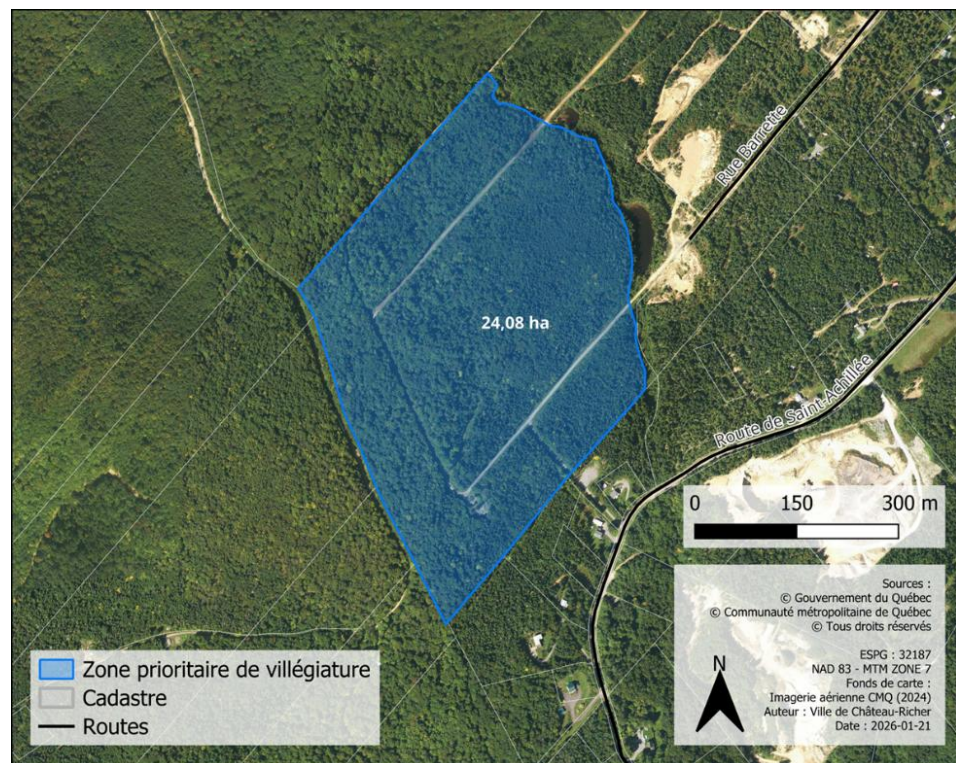 Rue Barrette
24,08 ha
Route de Saint-Achillée
0 150 300 m
Sources :
© Gouvernement du Québec
© Communauté métropolitaine de Québec
© Tous droits réservés
ESPG : 32187
NAD 83 - MTM ZONE 7
Fonds de carte :
Imagerie aérienne CMQ (2024)
Auteur : Ville de Château-Richer
Date : 2026-01-21
N
Zone prioritaire de villégiature
Cadastre
Routes